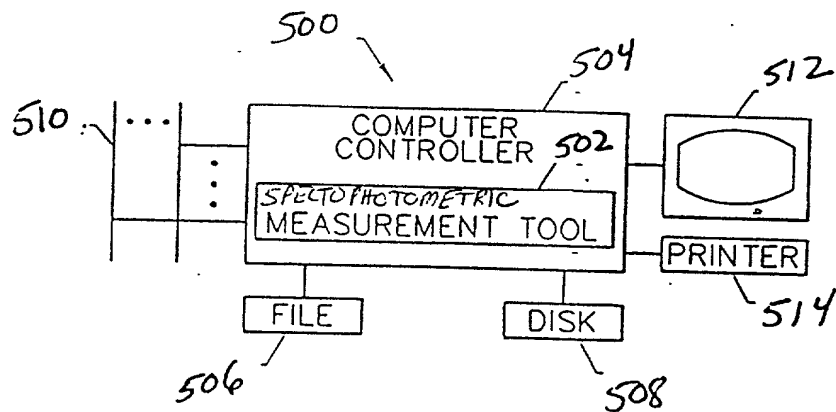 500
504
512
510
COMPUTER
CONTROLLER
502
SPECTOPHOTOMETRIC
MEASUREMENT TOOL
PRINTER
514
FILE
DISK
506
508